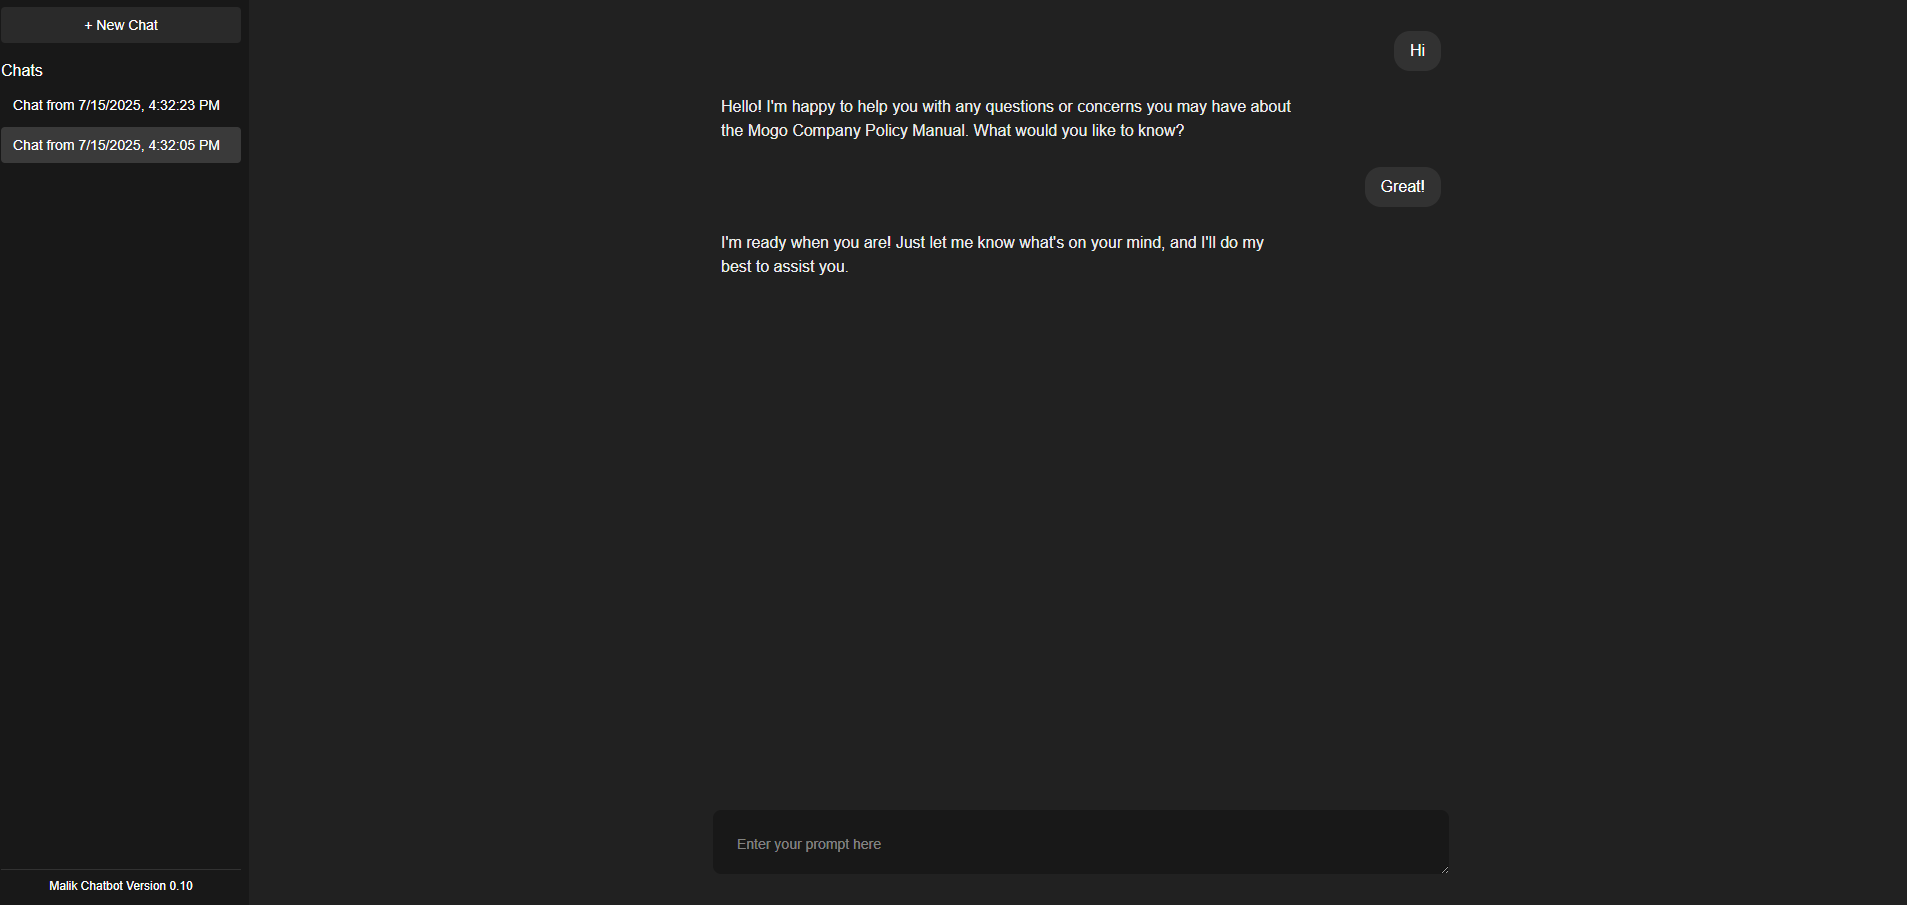 + New Chat
Chats
Chat from 7/15/2025, 4:32:23 PM
Chat from 7/15/2025, 4:32:05 PM
Malik Chatbot Version 0.10
Hi
Hello! I'm happy to help you with any questions or concerns you may have about
the Mogo Company Policy Manual. What would you like to know?
Great!
I'm ready when you are! Just let me know what's on your mind, and I'll do my
best to assist you.
Enter your prompt here